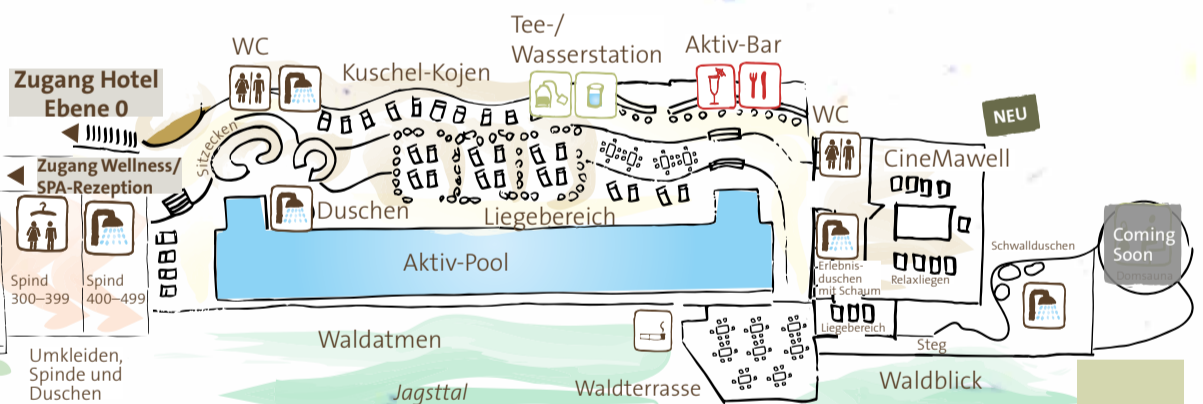 Tee-/
Wasserstation
WC
Aktiv-Bar
Kuschel-Kojen
Zugang Hotel
Ebene 0
WC
NEU
Sitzecken
CineMawell
Zugang Wellness/
SPA-Rezeption
Duschen
Liegebereich
Coming
Soon
Domsauna
Schwallduschen
Aktiv-Pool
Spind
300–399
Spind
400–499
Erlebnis-
duschen
mit Schaum
Relaxliegen
Liegebereich
Steg
Waldatmen
Umkleiden,
Spinde und
Duschen
Jagsttal
Waldterrasse
Waldblick